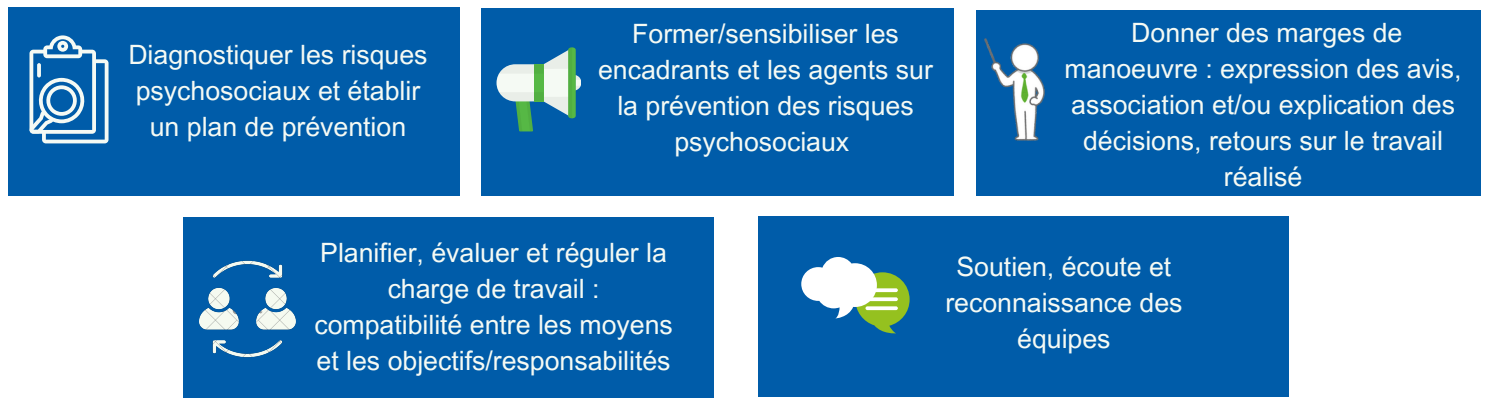 Diagnostiquer les risques
psychosociaux et établir
un plan de prévention
Former/sensibiliser les
encadrants et les agents sur
la prévention des risques
psychosociaux
Donner des marges de
manoeuvre : expression des avis,
association et/ou explication des
décisions, retours sur le travail
réalisé
Planifier, évaluer et réguler la
charge de travail :
compatibilité entre les moyens
et les objectifs/responsabilités
Soutien, écoute et
reconnaissance des
équipes